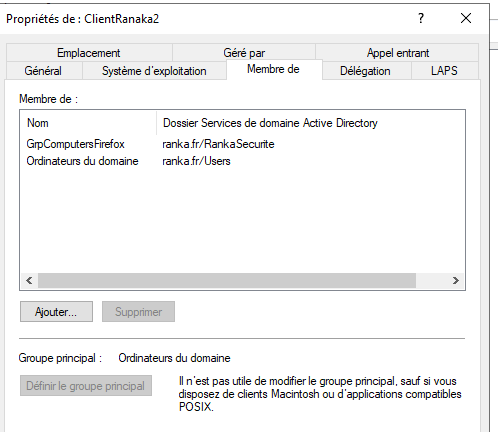 Propriétés de : ClientRanaka2 ? ×
Emplacement Géré par Appel entrant
Général Système d'exploitation Membre de Délégation LAPS
Membre de :
Nom Dossier Services de domaine Active Directory
GrpComputersFirefox ranka.fr/RankaSecurite
Ordinateurs du domaine ranka.fr/Users
Ajouter... Supprimer
Groupe principal : Ordinateurs du domaine
Définir le groupe principal
Il n'est pas utile de modifier le groupe principal, sauf si vous
disposez de clients Macintosh ou d'applications compatibles
POSIX.